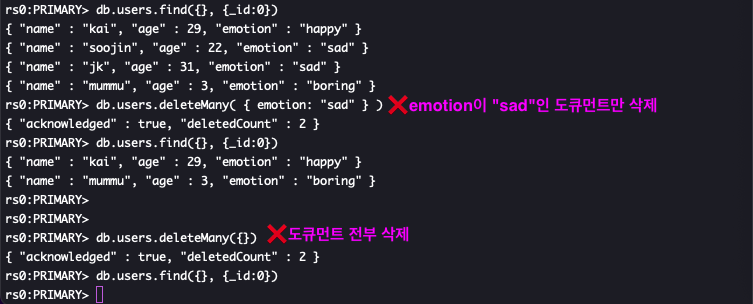 rs0:PRIMARY> db.users.find({}, {_id:0})
{ "name" : "kai", "age" : 29, "emotion" : "happy" }
{ "name" : "soojin", "age" : 22, "emotion" : "sad" }
{ "name" : "jk", "age" : 31, "emotion" : "sad" }
{ "name" : "mummu", "age" : 3, "emotion" : "boring" }
rs0:PRIMARY> db.users.deleteMany( { emotion: "sad" } ) ❌emotion이 "sad"인 도큐먼트만 삭제
{ "acknowledged" : true, "deletedCount" : 2 }
rs0:PRIMARY> db.users.find({}, {_id:0})
{ "name" : "kai", "age" : 29, "emotion" : "happy" }
{ "name" : "mummu", "age" : 3, "emotion" : "boring" }
rs0:PRIMARY>
rs0:PRIMARY>
rs0:PRIMARY> db.users.deleteMany({}) ❌도큐먼트 전부 삭제
{ "acknowledged" : true, "deletedCount" : 2 }
rs0:PRIMARY> db.users.find({}, {_id:0})
rs0:PRIMARY>